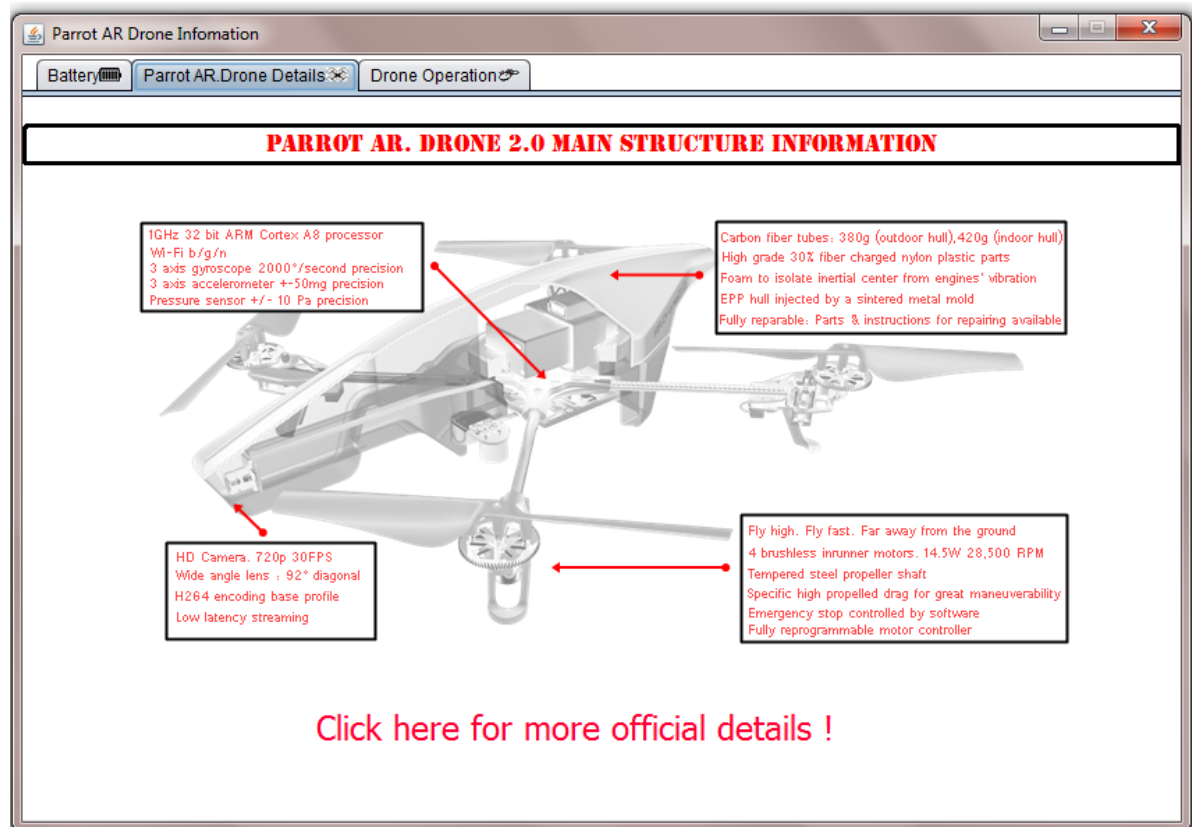 Parrot AR Drone Infomation
Battery
Parrot AR.Drone Details
Drone Operation
PARROT AR. DRONE 2.0 MAIN STRUCTURE INFORMATION
1GHz 32 bit ARM Cortex A8 processor
Wi-Fi b/g/n
3 axis gyroscope 2000°/second precision
3 axis accelerometer +-50mg precision
Pressure sensor +/- 10 Pa precision
Carbon fiber tubes: 380g (outdoor hull),420g (indoor hull)
High grade 30% fiber charged nylon plastic parts
Foam to isolate inertial center from engines' vibration
EPP hull injected by a sintered metal mold
Fully reparable: Parts & instructions for repairing available
HD Camera. 720p 30FPS
Wide angle lens : 92° diagonal
H264 encoding base profile
Low latency streaming
Fly high. Fly fast. Far away from the ground
4 brushless inrunner motors. 14.5W 28,500 RPM
Tempered steel propeller shaft
Specific high propelled drag for great maneuverability
Emergency stop controlled by software
Fully reprogrammable motor controller
Click here for more official details !